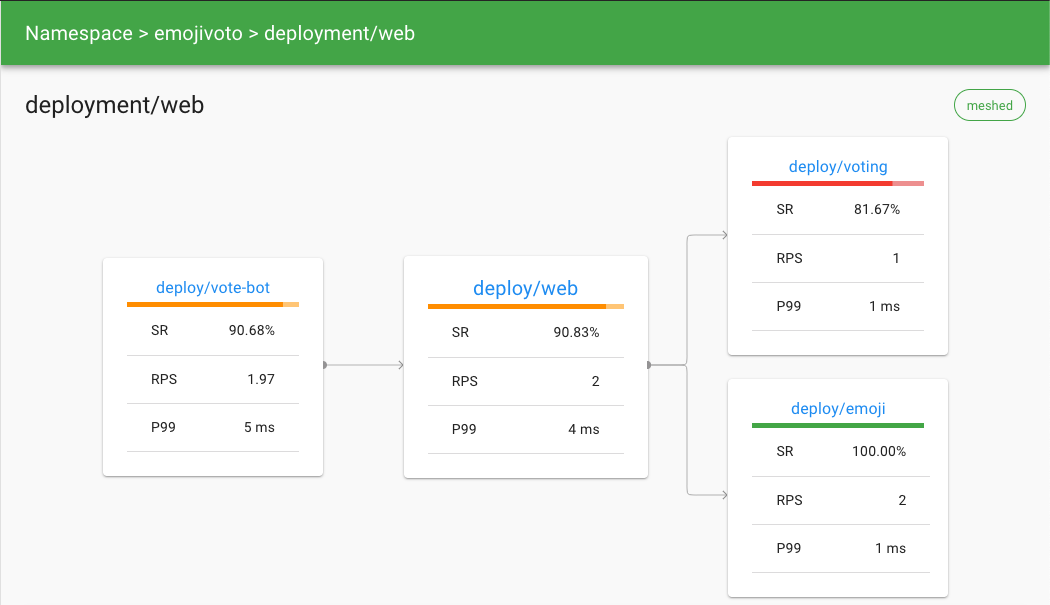 Namespace > emojivoto > deployment/web
deployment/web
meshed
deploy/vote-bot
SR 90.68%
RPS 1.97
P99 5 ms
deploy/web
SR 90.83%
RPS 2
P99 4 ms
deploy/voting
SR 81.67%
RPS 1
P99 1 ms
deploy/emoji
SR 100.00%
RPS 2
P99 1 ms